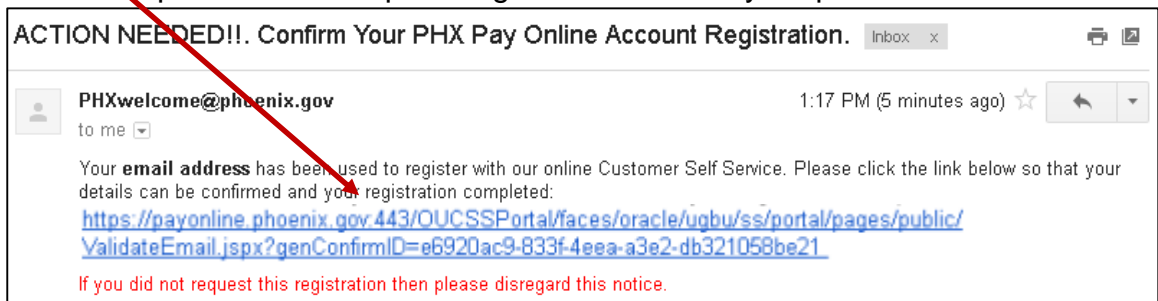 ACTION NEEDED!!. Confirm Your PHX Pay Online Account Registration. Inbox x
PHXwelcome@phoenix.gov 1:17 PM (5 minutes ago)
to me
Your email address has been used to register with our online Customer Self Service. Please click the link below so that your
details can be confirmed and your registration completed:
https://payonline.phoenix.gov:443/OUCSSPortal/faces/oracle/ugbu/ss/portal/pages/public/
ValidateEmail.jspx?genConfirmID=e6920ac9-833f-4eea-a3e2-db321058be21
If you did not request this registration then please disregard this notice.